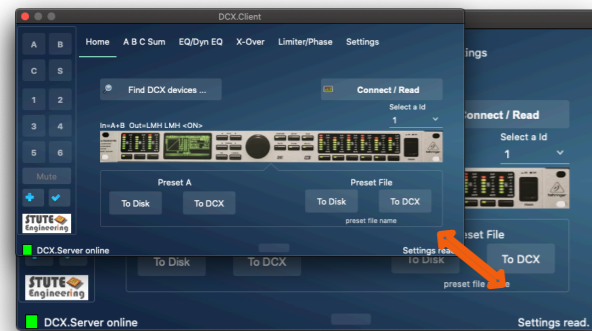 DCX.Client
A B
Home A B C Sum EQ/Dyn EQ X-Over Limiter/Phase Settings
ings
C S
Find DCX devices ...
Connect / Read
onnect / Read
1 2
Select a Id
Select a Id
3 4
In=A+B Out=LMH LMH <ON>
1
1
5 6
Mute
Preset A
Preset File
To Disk To DCX
To Disk To DCX
preset file name
eset File
STUTE
Engineering
DCX.Server online
Settings read.
To Disk To DCX
To Disk To DCX
preset file
STUTE
Engineering
DCX.Server online
Settings read.